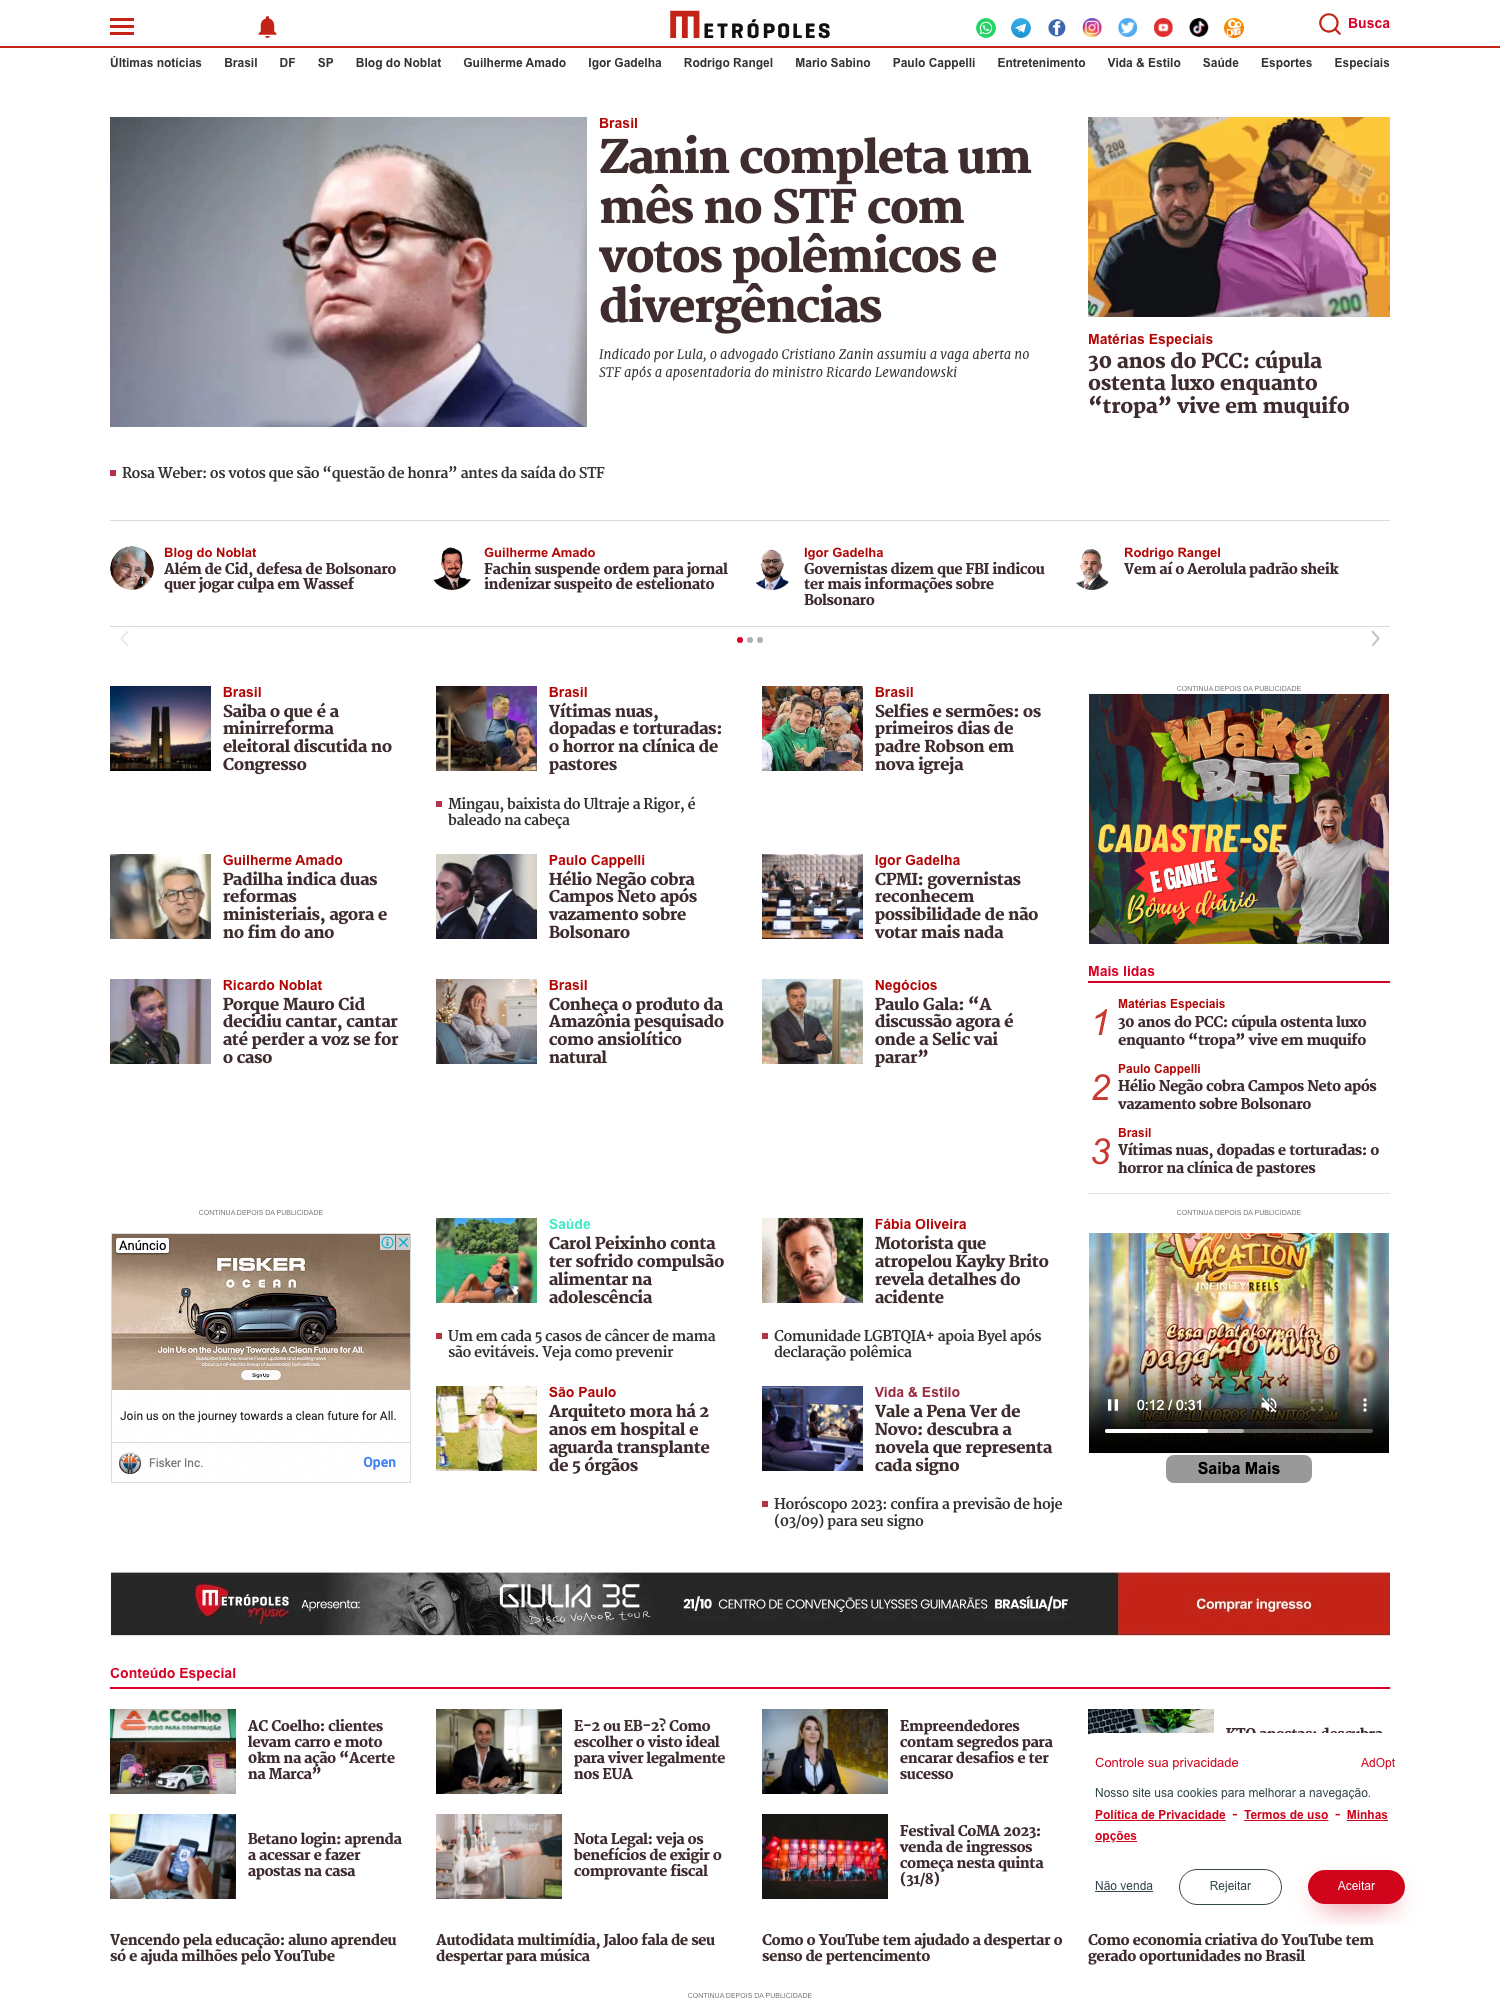 METRÓPOLES
Busca
Últimas notícias Brasil DF SP Blog do Noblat Guilherme Amado Igor Gadelha Rodrigo Rangel Mario Sabino Paulo Cappelli Entretenimento Vida & Estilo Saúde Esportes Especiais
Brasil
Zanin completa um
mês no STF com
votos polêmicos e
divergências
Indicado por Lula, o advogado Cristiano Zanin assumiu a vaga aberta no
STF após a aposentadoria do ministro Ricardo Lewandowski
200
200
Matérias Especiais
30 anos do PCC: cúpula
ostenta luxo enquanto
“tropa” vive em muquifo
Rosa Weber: os votos que são “questão de honra” antes da saída do STF
Blog do Noblat
Além de Cid, defesa de Bolsonaro
quer jogar culpa em Wassef
Guilherme Amado
Fachin suspende ordem para jornal
indenizar suspeito de estelionato
Igor Gadelha
Governistas dizem que FBI indicou
ter mais informações sobre
Bolsonaro
Rodrigo Rangel
Vem aí o Aerolula padrão sheik
Brasil
Saiba o que é a
minirreforma
eleitoral discutida no
Congresso
Brasil
Vítimas nuas,
dopadas e torturadas:
o horror na clínica de
pastores
Mingau, baixista do Ultraje a Rigor, é
baleado na cabeça
Brasil
Selfies e sermões: os
primeiros dias de
padre Robson em
nova igreja
CONTINUA DEPOIS DA PUBLICIDADE
WaKa
BET
CADASTRE-SE
E GANHE
Bônus diário
Guilherme Amado
Padilha indica duas
reformas
ministeriais, agora e
no fim do ano
Paulo Cappelli
Hélio Negão cobra
Campos Neto após
vazamento sobre
Bolsonaro
Igor Gadelha
CPMI: governistas
reconhecem
possibilidade de não
votar mais nada
Ricardo Noblat
Porque Mauro Cid
decidiu cantar, cantar
até perder a voz se for
o caso
Brasil
Conheça o produto da
Amazônia pesquisado
como ansiolítico
natural
Negócios
Paulo Gala: “A
discussão agora é
onde a Selic vai
parar”
Mais lidas
1
Matérias Especiais
30 anos do PCC: cúpula ostenta luxo
enquanto “tropa” vive em muquifo
2
Paulo Cappelli
Hélio Negão cobra Campos Neto após
vazamento sobre Bolsonaro
3
Brasil
Vítimas nuas, dopadas e torturadas: o
horror na clínica de pastores
CONTINUA DEPOIS DA PUBLICIDADE
Anúncio
FISKER
OCEAN
Join Us on the Journey Towards A Clean Future for All.
Sign Up
Join us on the journey towards a clean future for All.
Fisker Inc.
Open
Saúde
Carol Peixinho conta
ter sofrido compulsão
alimentar na
adolescência
Um em cada 5 casos de câncer de mama
são evitáveis. Veja como prevenir
Fábia Oliveira
Motorista que
atropelou Kayky Brito
revela detalhes do
acidente
Comunidade LGBTQIA+ apoia Byel após
declaração polêmica
São Paulo
Arquiteto mora há 2
anos em hospital e
aguarda transplante
de 5 órgãos
Vida & Estilo
Vale a Pena Ver de
Novo: descubra a
novela que representa
cada signo
Horóscopo 2023: confira a previsão de hoje
(03/09) para seu signo
CONTINUA DEPOIS DA PUBLICIDADE
VACATION
INFINITY REELS
Essa plataforma ta
pagando muito
0:12 / 0:31
INCLUI CILINDROS INFINITOS COM
Saiba Mais
METRÓPOLES
music
Apresenta:
GIULIA BE
DISCO VOADOR TOUR
21/10 CENTRO DE CONVENÇÕES ULYSSES GUIMARÃES BRASÍLIA/DF
Comprar ingresso
Conteúdo Especial
AC Coelho
TUDO PARA CONSTRUÇÃO
AC Coelho: clientes
levam carro e moto
0km na ação “Acerte
na Marca”
E-2 ou EB-2? Como
escolher o visto ideal
para viver legalmente
nos EUA
Empreendedores
contam segredos para
encarar desafios e ter
sucesso
KTO apostas: descubra
Betano login: aprenda
a acessar e fazer
apostas na casa
Nota Legal: veja os
benefícios de exigir o
comprovante fiscal
Festival CoMA 2023:
venda de ingressos
começa nesta quinta
(31/8)
Controle sua privacidade
AdOpt
Nosso site usa cookies para melhorar a navegação.
Política de Privacidade - Termos de uso - Minhas
opções
Não venda
Rejeitar
Aceitar
Vencendo pela educação: aluno aprendeu
só e ajuda milhões pelo YouTube
Autodidata multimídia, Jaloo fala de seu
despertar para música
Como o YouTube tem ajudado a despertar o
senso de pertencimento
Como economia criativa do YouTube tem
gerado oportunidades no Brasil
CONTINUA DEPOIS DA PUBLICIDADE